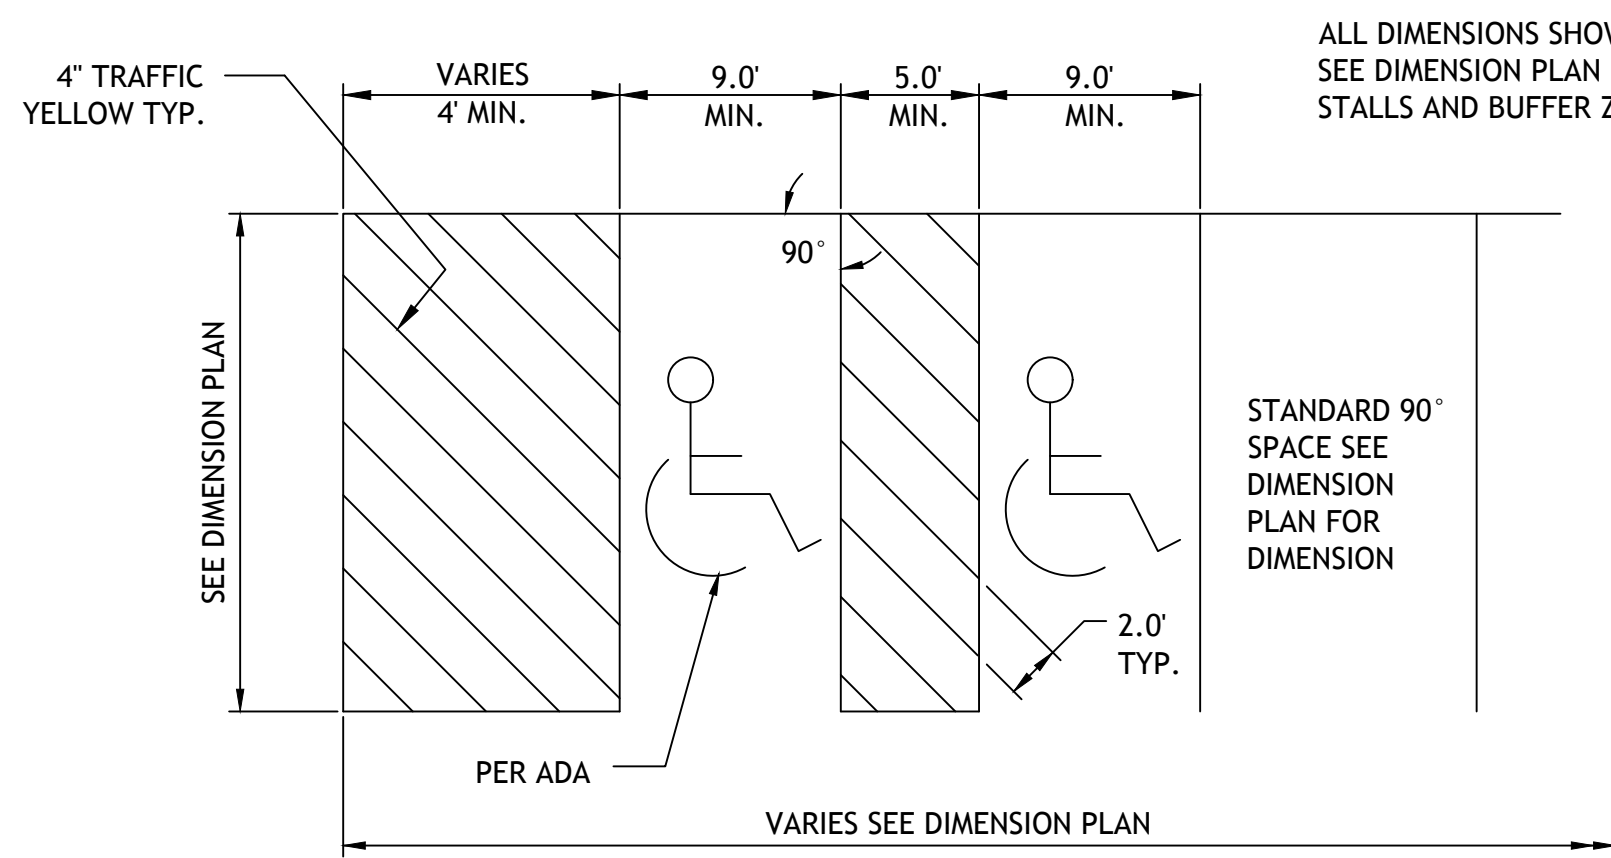 4" TRAFFIC
YELLOW TYP.
VARIES
4' MIN.
9.0'
MIN.
5.0'
MIN.
9.0'
MIN.
ALL DIMENSIONS
SEE DIMENSION PLAN
STALLS AND BUFFER
90°
SEE DIMENSION PLAN
STANDARD 90°
SPACE SEE
DIMENSION
PLAN FOR
DIMENSION
2.0'
TYP.
PER ADA
VARIES SEE DIMENSION PLAN